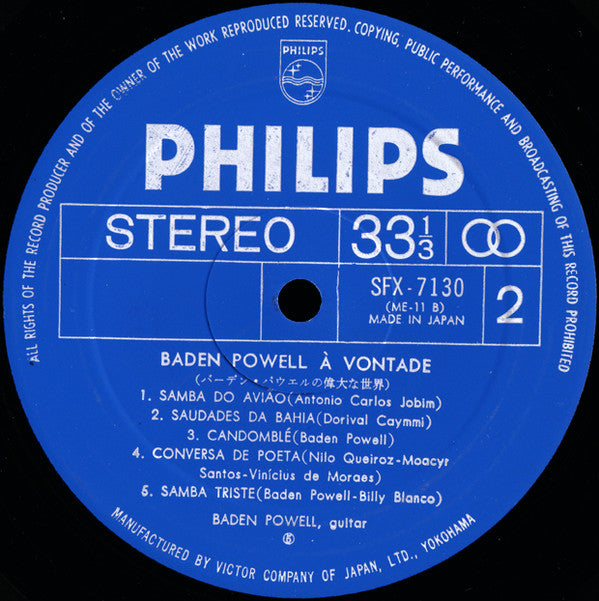 ALL RIGHTS OF THE RECORD PRODUCER AND OF THE OWNER OF THE WORK REPRODUCED RESERVED. COPYING, PUBLIC PERFORMANCE AND BROADCASTING OF THIS RECORD PROHIBITED
PHILIPS
PHILIPS
STEREO 33 1/3
SFX-7130
(ME-11 B)
MADE IN JAPAN
2
BADEN POWELL À VONTADE
(バーデン・パウエルの偉大な世界)
1. SAMBA DO AVIÃO(Antonio Carlos Jobim)
2. SAUDADES DA BAHIA(Dorival Caymmi)
3. CANDOMBLÉ(Baden Powell)
4. CONVERSA DE POETA(Nilo Queiroz-Moacyr
Santos-Vinícius de Moraes)
5. SAMBA TRISTE(Baden Powell-Billy Blanco)
BADEN POWELL, guitar
MANUFACTURED BY VICTOR COMPANY OF JAPAN, LTD., YOKOHAMA